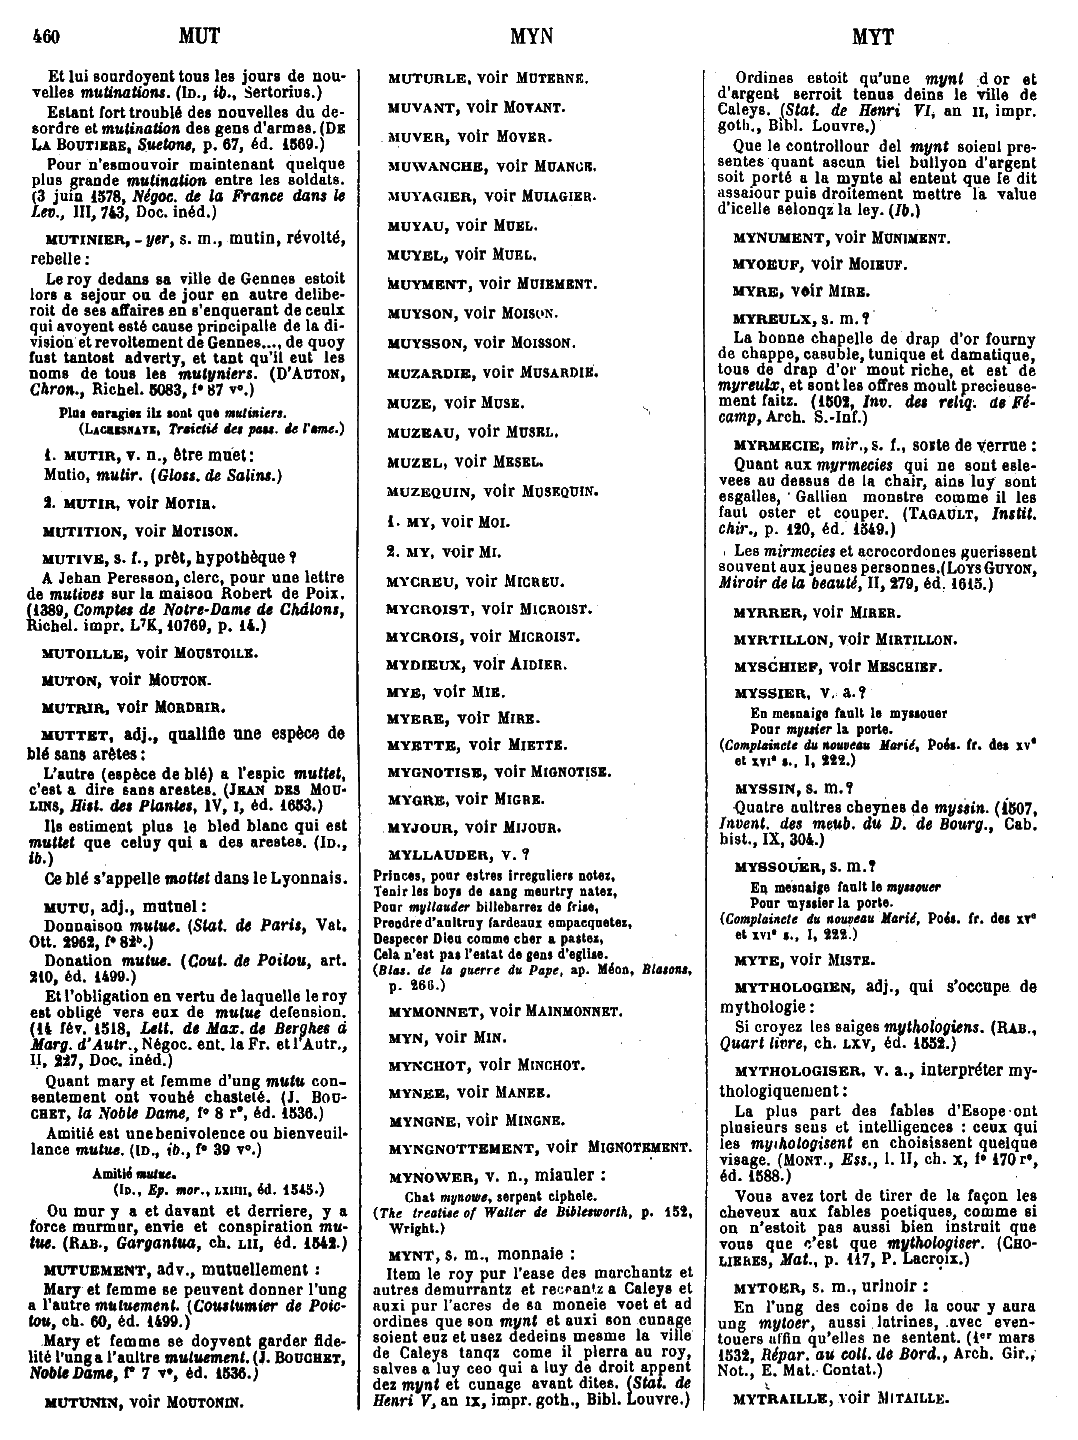 460 MUT MYN MYT
Et lui sourdoyent tous les jours de nou-
velles mutinations. (ID., ib., Sertorius.)
Estant fort troublé des nouvelles du de-
sordre et mutination des gens d'armes. (DE
LA BOUTIERE, Suetone, p. 67, éd. 1569.)
Pour n'esmouvoir maintenant quelque
plus grande mutination entre les soldats.
(3 juin 1578, Négoc. de la France dans le
Lev., III, 743, Doc. inéd.)
MUTINIER, - yer, s. m., mutin, révolté,
rebelle :
Le roy dedans sa ville de Gennes estoit
lors a sejour ou de jour en autre delibe-
roit de ses affaires en s'enquerant de ceulx
qui avoyent esté cause principalle de la di-
vision et revoltement de Gennes..., de quoy
fust tantost adverty, et tant qu'il eut les
noms de tous les mutyniers. (D'AUTON,
Chron., Richel. 5083, f° 87 v°.)
Plus enragiez ilz sont que mutiniers.
(LACHESNAYE, Traictié des pass. de l'ame.)
1. MUTIR, v. n., être muet :
Mutio, mutir. (Gloss. de Salins.)
2. MUTIR, voir MOTIR.
MUTITION, voir MOTISON.
MUTIVE, s. f., prêt, hypothèque ?
A Jehan Peresson, clerc, pour une lettre
de mutives sur la maison Robert de Poix.
(1389, Comptes de Notre-Dame de Châlons,
Richel. impr. L7K, 10769, p. 14.)
MUTOILLE, voir MOUSTOILE.
MUTON, voir MOUTON.
MUTRIR, voir MORDRIR.
MUTTET, adj., qualifie une espèce de
blé sans arêtes :
L'autre (espèce de blé) a l'espic muttet,
c'est a dire sans arestes. (JEAN DES MOU-
LINS, Hist. des Plantes, IV, I, éd. 1653.)
Ils estiment plus le bled blanc qui est
muttet que celuy qui a des arestes. (ID.,
ib.)
Ce blé s'appelle mottet dans le Lyonnais.
MUTU, adj., mutuel :
Donnaison mutue. (Stat. de Paris, Vat.
Ott. 2962, f° 82b.)
Donation mutue. (Cout. de Poitou, art.
210, éd. 1499.)
Et l'obligation en vertu de laquelle le roy
est obligé vers eux de mutue defension.
(14 fév. 1518, Lett. de Max. de Berghes à
Marg. d'Autr., Négoc. ent. la Fr. et l'Autr.,
II, 227, Doc. inéd.)
Quant mary et femme d'ung mutu con-
sentement ont vouhé chasteté. (J. BOU-
CHET, la Noble Dame, f° 8 r°, éd. 1536.)
Amitié est une benivolence ou bienveuil-
lance mutue. (ID., ib., f° 39 v°.)
Amitié mutue.
(ID., Ep. mor., LXIIII, éd. 1545.)
Ou mur y a et davant et derriere, y a
force murmur, envie et conspiration mu-
tue. (RAB., Gargantua, ch. LII, éd. 1542.)
MUTUEMENT, adv., mutuellement :
Mary et femme se peuvent donner l'ung
a l'autre mutuement. (Coustumier de Poic-
tou, ch. 60, éd. 1499.)
Mary et femme se doyvent garder fide-
lité l'ung a l'aultre mutuement. (J. BOUCHET,
Noble Dame, f° 7 v°, éd. 1536.)
MUTUNIN, voir MOUTONIN.
MUTURLE, voir MUTERNE.
MUVANT, voir MOVANT.
MUVER, voir MOVER.
MUWANCHE, voir MUANCE.
MUYAGIER, voir MUIAGIER.
MUYAU, voir MUEL.
MUYEL, voir MUEL.
MUYMENT, voir MUIEMENT.
MUYSON, voir MOISON.
MUYSSON, voir MOISSON.
MUZARDIE, voir MUSARDIE.
MUZE, voir MUSE.
MUZEAU, voir MUSEL.
MUZEL, voir MESEL.
MUZEQUIN, voir MUSEQUIN.
1. MY, voir MOI.
2. MY, voir MI.
MYCREU, voir MICREU.
MYCROIST, voir MICROIST.
MYCROIS, voir MICROIST.
MYDIEUX, voir AIDIER.
MYE, voir MIE.
MYERE, voir MIRE.
MYETTE, voir MIETTE.
MYGNOTISE, voir MIGNOTISE.
MYGRE, voir MIGRE.
MYJOUR, voir MIJOUR.
MYLLAUDER, v. ?
Princes, pour estres irreguliers notez,
Tenir les boys de sang meurtry natez,
Pour myllauder billebarrez de frise,
Prendre d'aultruy fardeaux empacquetez,
Despecer Dieu comme cher a pastez,
Cela n'est pas l'estat de gens d'eglise.
(Blas. de la guerre du Pape, ap. Méon, Blasons,
p. 266.)
MYMONNET, voir MAINMONNET.
MYN, voir MIN.
MYNCHOT, voir MINCHOT.
MYNEE, voir MANEE.
MYNGNE, voir MINGNE.
MYNGNOTTEMENT, voir MIGNOTEMENT.
MYNOWER, v. n., miauler :
Chat mynowe, serpent ciphele.
(The treatise of Walter de Biblesworth, p. 152,
Wright.)
MYNT, s. m., monnaie :
Item le roy pur l'ease des marchantz et
autres demurrantz et recrantz a Caleys et
auxi pur l'acres de sa moneie voet et ad
ordines que son mynt et auxi son cunage
soient euz et usez dedeins mesme la ville
de Caleys tanqz come il plerra au roy,
salves a luy ceo qui a luy de droit appent
dez mynt et cunage avant dites. (Stat. de
Henri V, an IX, impr. goth., Bibl. Louvre.)
Ordines estoit qu'une mynt d or et
d'argent serroit tenus deins le ville de
Caleys. (Stat. de Henri VI, an II, impr.
goth., Bibl. Louvre.)
Que le controllour del mynt soient pre-
sentes quant ascun tiel bullyon d'argent
soit porté a la mynte al entent que le dit
assaiour puis droitement mettre la value
d'icelle selonqz la ley. (Ib.)
MYNUMENT, voir MUNIMENT.
MYOEUF, voir MOIEUF.
MYRE, voir MIRE.
MYREULX, s. m. ?
La bonne chapelle de drap d'or fourny
de chappe, casuble, tunique et damatique,
tous de drap d'or mout riche, et est de
myreulx, et sont les offres moult precieuse-
ment faitz. (1502, Inv. des reliq. de Fé-
camp, Arch. S.-Inf.)
MYRMECIE, mir., s. f., sorte de verrue :
Quant aux myrmecies qui ne sont esle-
vees au dessus de la chair, ains luy sont
esgalles, Gallien monstre comme il les
faut oster et couper. (TAGAULT, Instit.
chir., p. 120, éd. 1549.)
Les mirmecies et acrocordones guerissent
souvent aux jeunes personnes. (LOYS GUYON,
Miroir de la beauté, II, 279, éd. 1615.)
MYRRER, voir MIRER.
MYRTILLON, voir MIRTILLON.
MYSCHIEF, voir MESCHIEF.
MYSSIER, v. a. ?
En mesnaige fault le myssouer
Pour myssier la porte.
(Complaincte du nouveau Marié, Poés. fr. des XVe
et XVIe s., I, 222.)
MYSSIN, s. m. ?
Quatre aultres cheynes de myssin. (1507,
Invent. des meub. du D. de Bourg., Cab.
hist., IX, 304.)
MYSSOUER, s. m. ?
En mesnaige fault le myssouer
Pour myssier la porte.
(Complaincte du nouveau Marié, Poés. fr. des XVe
et XVIe s., I, 222.)
MYTE, voir MISTE.
MYTHOLOGIEN, adj., qui s'occupe de
mythologie :
Si croyez les saiges mythologiens. (RAB.,
Quart livre, ch. LXV, éd. 1552.)
MYTHOLOGISER, v. a., interpréter my-
thologiquement :
La plus part des fables d'Esope ont
plusieurs sens et intelligences : ceux qui
les mythologisent en choisissent quelque
visage. (MONT., Ess., l. II, ch. X, f° 170 r°,
éd. 1588.)
Vous avez tort de tirer de la façon les
cheveux aux fables poetiques, comme si
on n'estoit pas aussi bien instruit que
vous que c'est que mythologiser. (CHO-
LIERES, Mat., p. 117, P. Lacroix.)
MYTOER, s. m., urinoir :
En l'ung des coins de la cour y aura
ung mytoer, aussi latrines, avec even-
touers affin qu'elles ne sentent. (1er mars
1532, Répar. au coll. de Bord., Arch. Gir.,
Not., E. Mat. Contat.)
MYTRAILLE, voir MITAILLE.